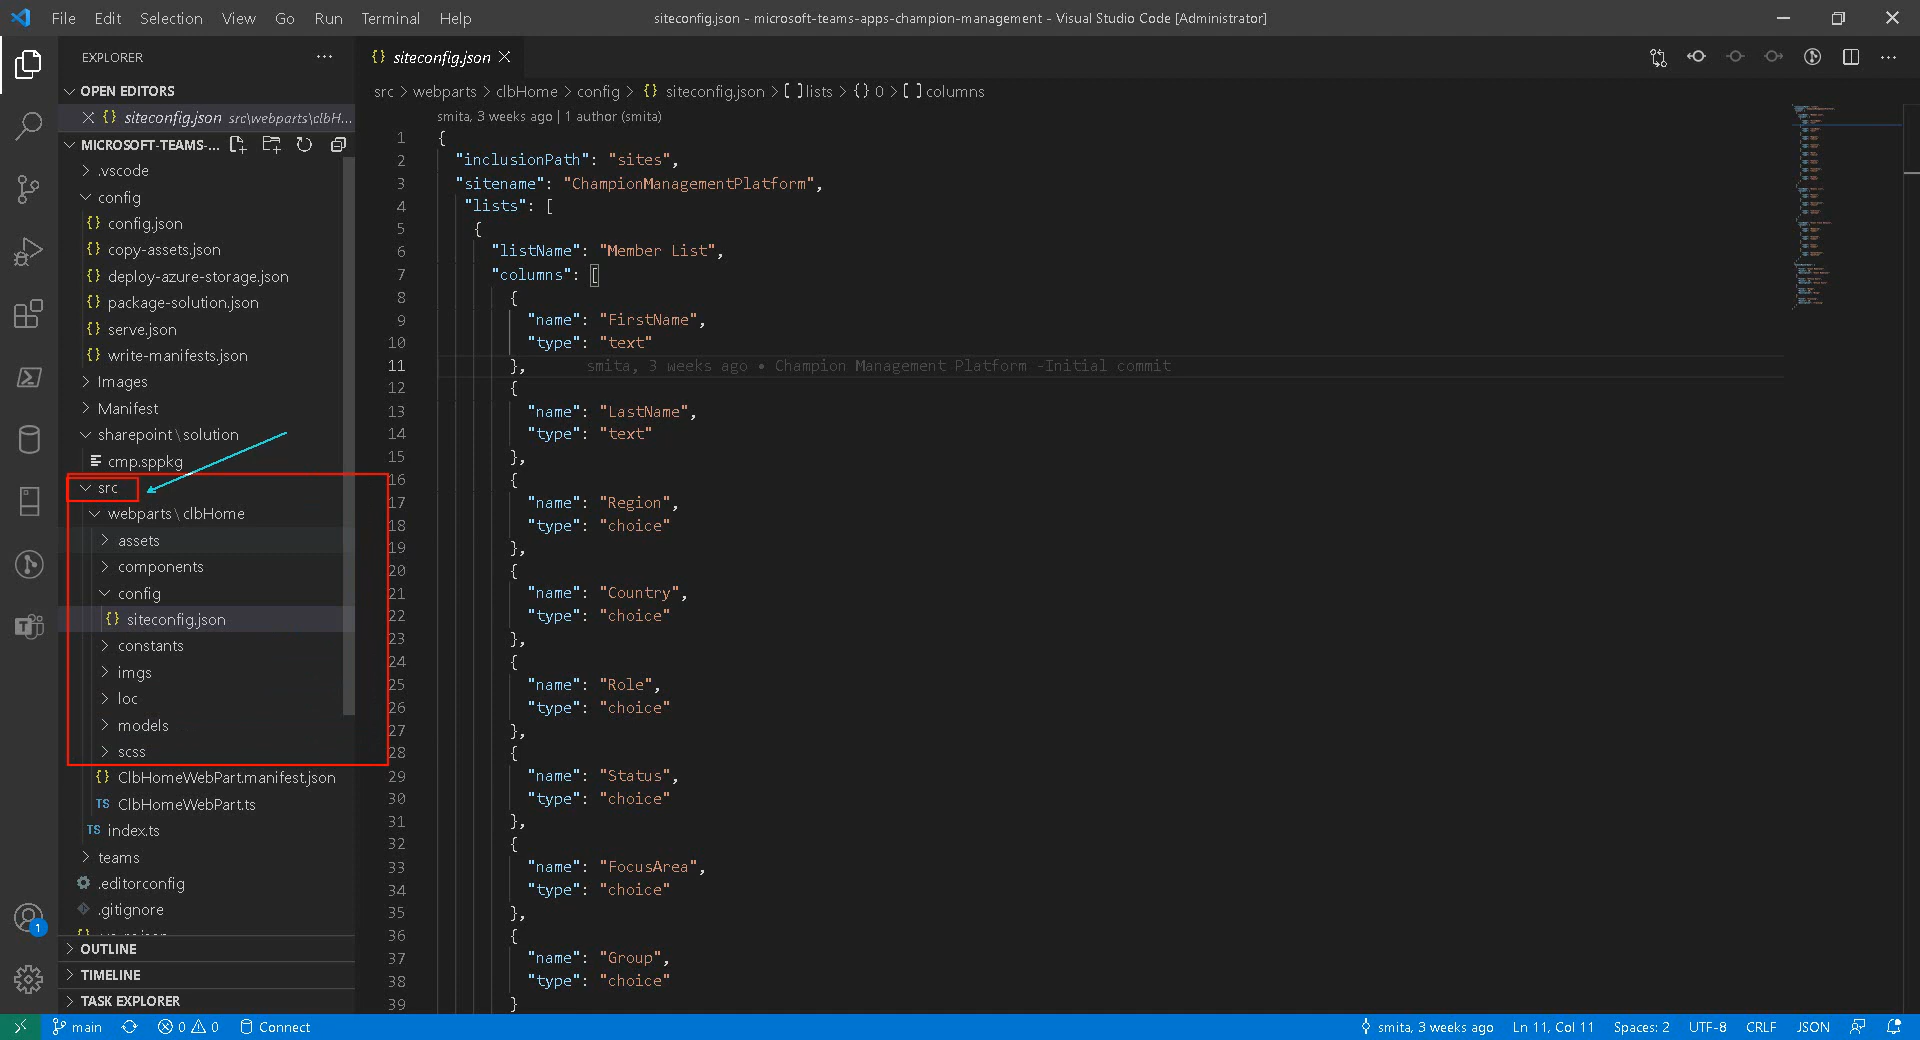 File Edit Selection View Go Run Terminal Help
siteconfig.json - microsoft-teams-apps-champion-management - Visual Studio Code [Administrator]
EXPLORER
OPEN EDITORS
siteconfig.json src\webparts\clbH...
MICROSOFT-TEAMS-...
.vscode
config
{} config.json
{} copy-assets.json
{} deploy-azure-storage.json
{} package-solution.json
{} serve.json
{} write-manifests.json
Images
Manifest
sharepoint\solution
cmp.sppkg
src
webparts\clbHome
assets
components
config
{} siteconfig.json
constants
imgs
loc
models
scss
{} ClbHomeWebPart.manifest.json
TS ClbHomeWebPart.ts
TS index.ts
teams
.editorconfig
.gitignore
OUTLINE
TIMELINE
TASK EXPLORER
{} siteconfig.json
src > webparts > clbHome > config > {} siteconfig.json > [ ] lists > {} 0 > [ ] columns
smita, 3 weeks ago | 1 author (smita)
1 {
2 "inclusionPath": "sites",
3 "sitename": "ChampionManagementPlatform",
4 "lists": [
5 {
6 "listName": "Member List",
7 "columns": [
8 {
9 "name": "FirstName",
10 "type": "text"
11 }, smita, 3 weeks ago • Champion Management Platform -Initial commit
12 {
13 "name": "LastName",
14 "type": "text"
15 },
16 {
17 "name": "Region",
18 "type": "choice"
19 },
20 {
21 "name": "Country",
22 "type": "choice"
23 },
24 {
25 "name": "Role",
26 "type": "choice"
27 },
28 {
29 "name": "Status",
30 "type": "choice"
31 },
32 {
33 "name": "FocusArea",
34 "type": "choice"
35 },
36 {
37 "name": "Group",
38 "type": "choice"
39 }
1
main 0 0 Connect
smita, 3 weeks ago Ln 11, Col 11 Spaces: 2 UTF-8 CRLF JSON